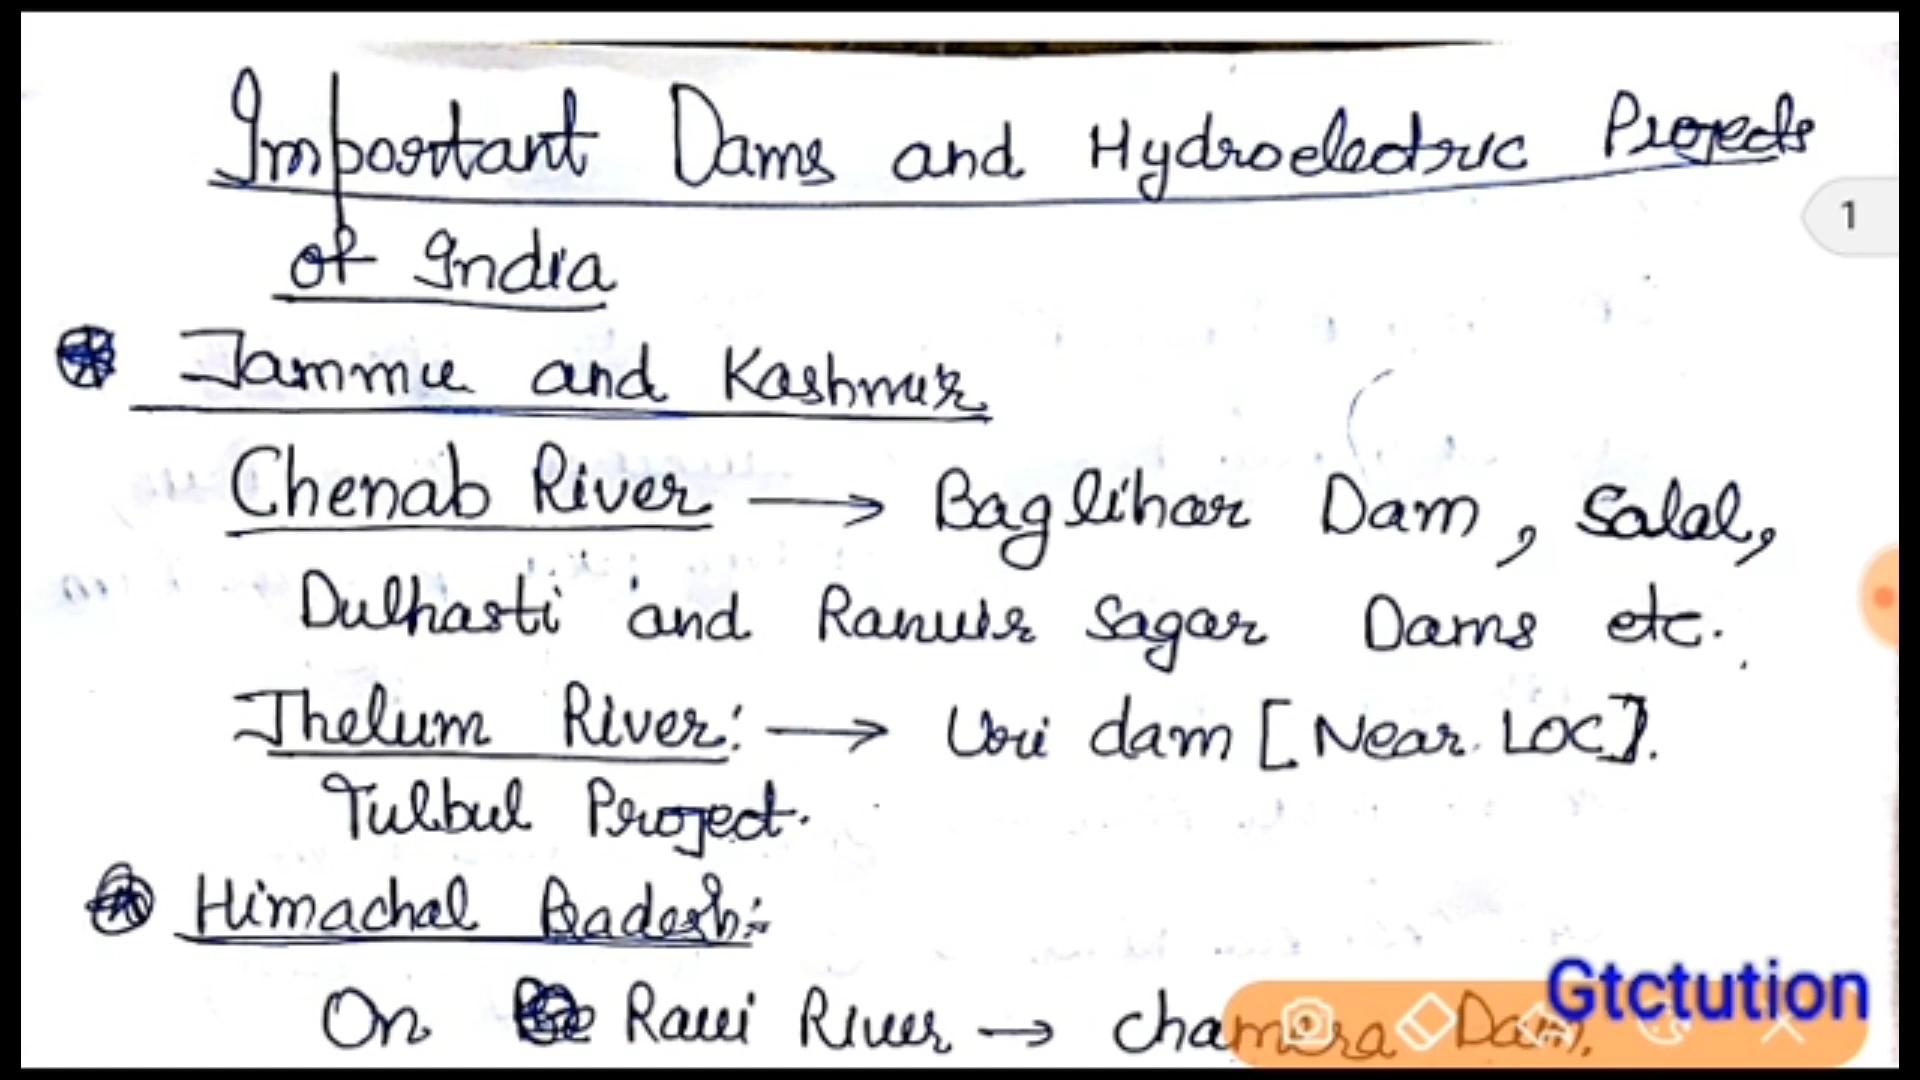 Important Dams and Hydroelectric Projects
of India
1
Jammu and Kashmir
Chenab River → Baglihar Dam, Salal,
Dulhasti and Ranvir Sagar Dams etc.
Jhelum River: → Uri dam [Near LOC].
Tulbul Project.
Himachal Pradesh:-
On Ravi River → chamera Dam.
Gtctution